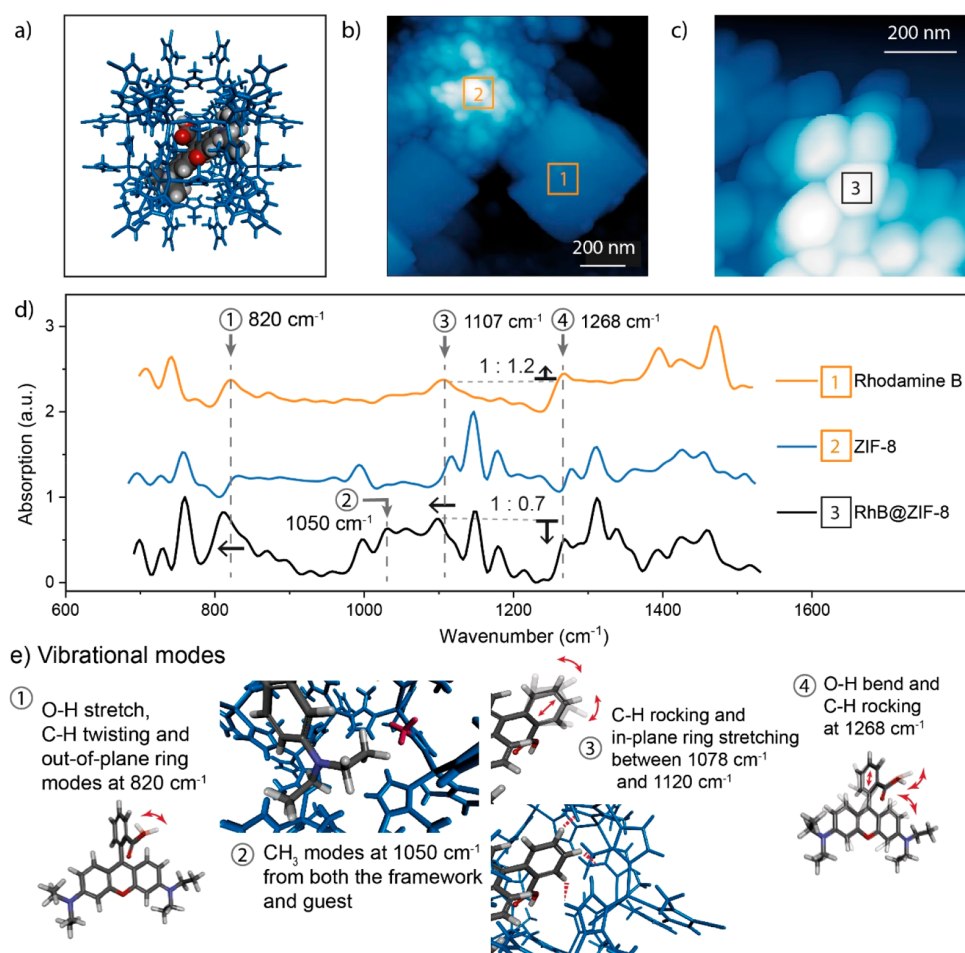 a)
b)
2
1
200 nm
c)
200 nm
3
d)
① 820 cm⁻¹
③ 1107 cm⁻¹
④ 1268 cm⁻¹
1 : 1.2
②
1050 cm⁻¹
1 : 0.7
3
2
1
0
Absorption (a.u.)
600
800
1000
1200
1400
1600
Wavenumber (cm⁻¹)
1 Rhodamine B
2 ZIF-8
3 RhB@ZIF-8
e) Vibrational modes
①
O-H stretch,
C-H twisting and
out-of-plane ring
modes at 820 cm⁻¹
② CH₃ modes at 1050 cm⁻¹
from both the framework
and guest
③
C-H rocking and
in-plane ring stretching
between 1078 cm⁻¹
and 1120 cm⁻¹
④ O-H bend and
C-H rocking
at 1268 cm⁻¹